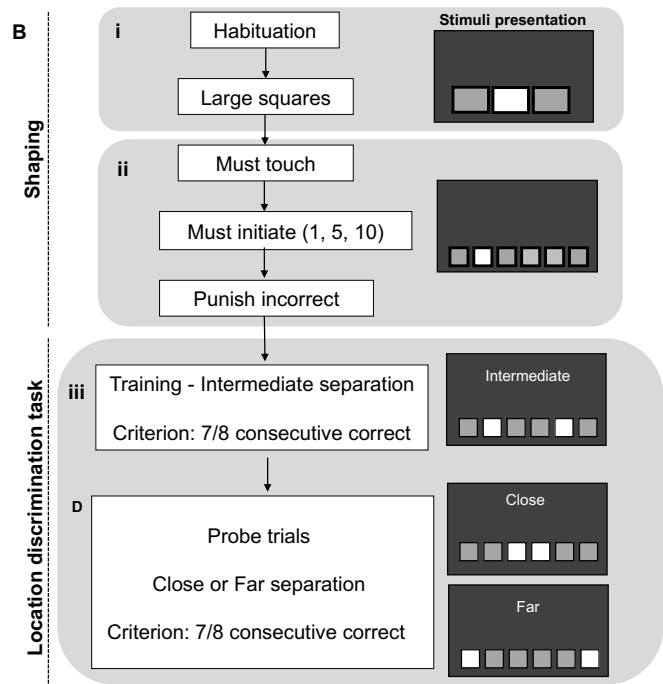 B
Shaping
i
Habituation
Large squares
Stimuli presentation
ii
Must touch
Must initiate (1, 5, 10)
Punish incorrect
Location discrimination task
iii
Training - Intermediate separation
Criterion: 7/8 consecutive correct
Intermediate
D
Probe trials
Close or Far separation
Criterion: 7/8 consecutive correct
Close
Far